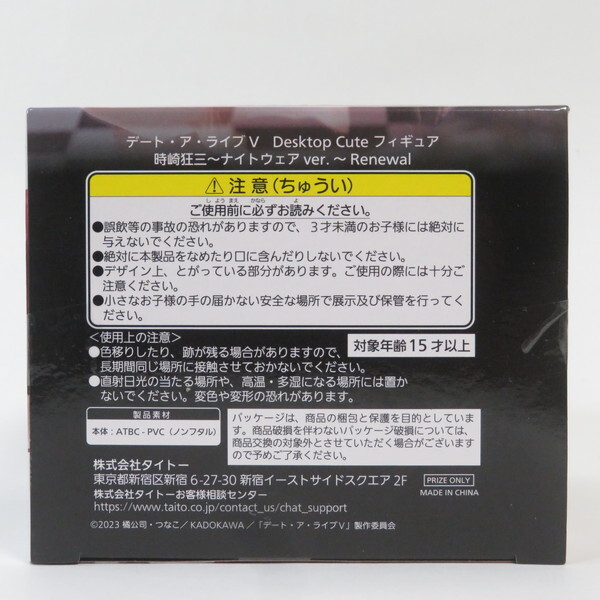 デート・ア・ライブⅤ Desktop Cute フィギュア
時崎狂三～ナイトウェア ver. ～ Renewal
⚠注意(ちゅうい)
ご使用前に必ずお読みください。
●誤飲等の事故の恐れがありますので、3才未満のお子様には絶対に
与えないでください。
●絶対に本製品をなめたり口に含んだりしないでください。
●デザイン上、とがっている部分があります。ご使用の際には十分ご
注意ください。
●小さなお子様の手の届かない安全な場所で展示及び保管を行ってく
ださい。
<使用上の注意>
対象年齢15才以上
●色移りしたり、跡が残る場合がありますので、
長期間同じ場所に接触させておかないでください。
●直射日光の当たる場所や、高温・多湿になる場所には置か
ないでください。変色や変形の恐れがあります。
製品素材
本体:ATBC-PVC(ノンフタル)
パッケージは、商品の梱包と保護を目的としていま
す。商品破損を伴わないパッケージ破損については、
商品交換の対象外とさせていただく場合がございます
ので予めご了承ください。
株式会社タイトー
東京都新宿区新宿 6-27-30 新宿イーストサイドスクエア 2F
株式会社タイトーお客様相談センター
https://www.taito.co.jp/contact_us/chat_support
PRIZE ONLY
MADE IN CHINA
©2023 橘公司・つなこ/KADOKAWA/「デート・ア・ライブⅤ」製作委員会